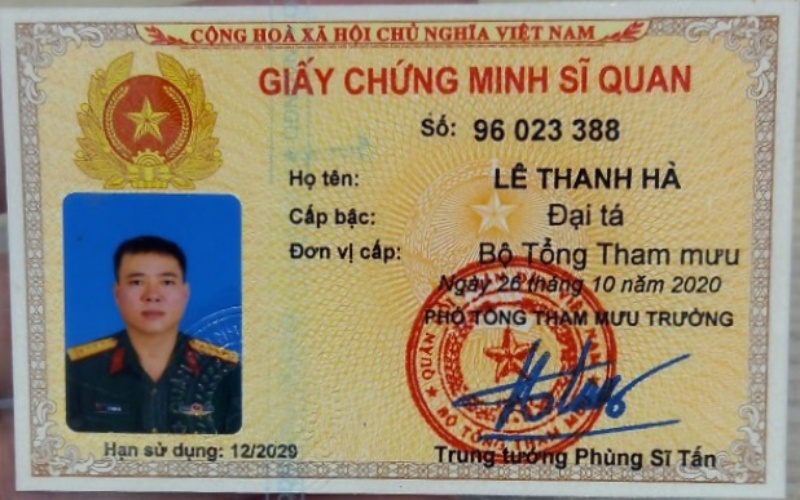 CỘNG HOÀ XÃ HỘI CHỦ NGHĨA VIỆT NAM
GIẤY CHỨNG MINH SĨ QUAN
Số: 96 023 388
Họ tên: LÊ THANH HÀ
Cấp bậc: Đại tá
Đơn vị cấp: Bộ Tổng Tham mưu
Ngày 26 tháng 10 năm 2020
PHÓ TỔNG THAM MƯU TRƯỞNG
Hạn sử dụng: 12/2029
Trung tướng Phùng Sĩ Tấn